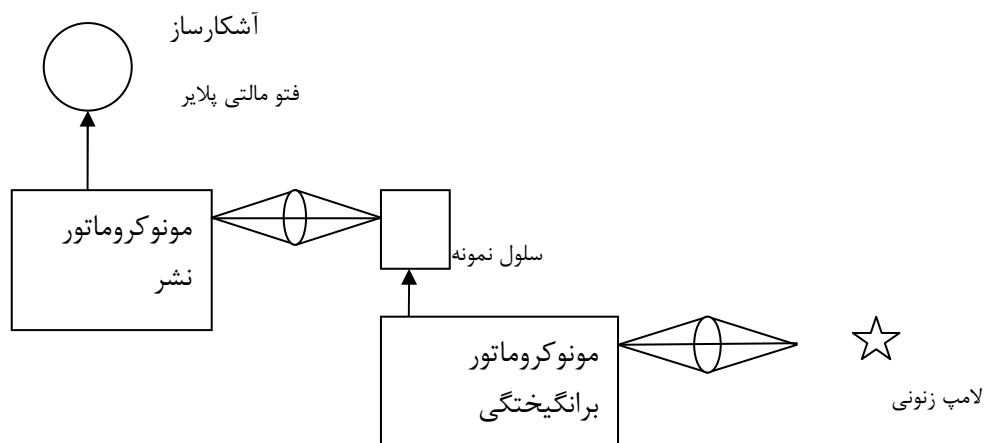 آشکارساز
فتو مالتی پلایر
مونوکروماتور
نشر
سلول نمونه
مونوکروماتور
برانگیختگی
لامپ زنونی